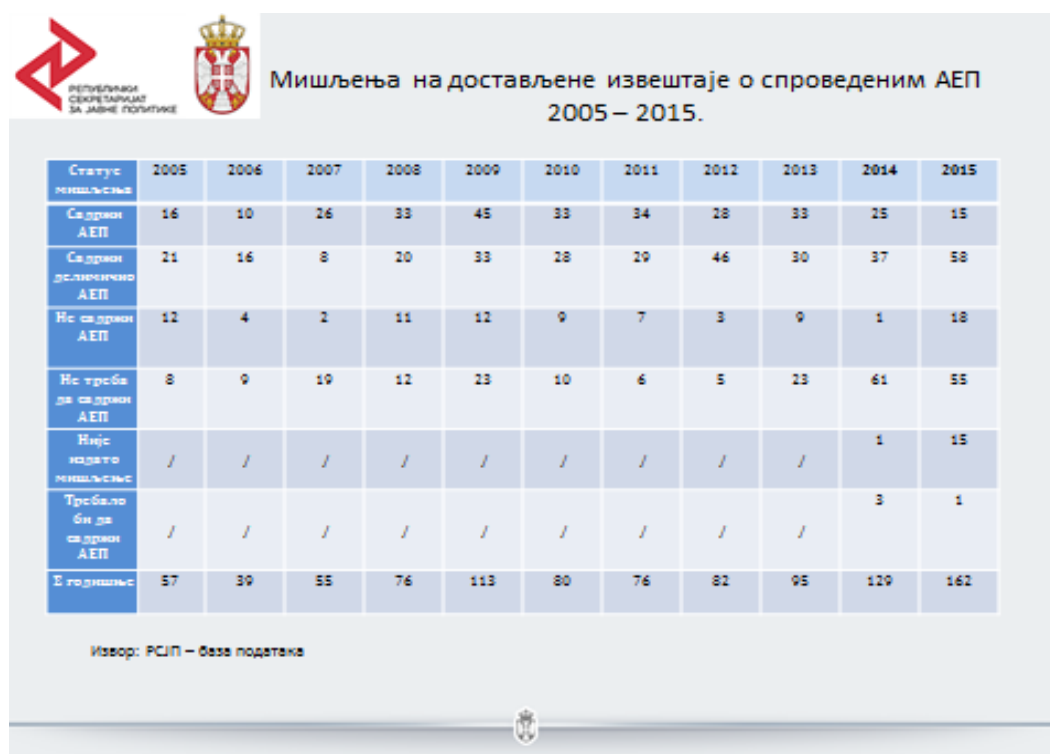 РЕПУБЛИЧКИ
СЕКРЕТАРИЈАТ
ЗА ЈАВНЕ ПОЛИТИКЕ
Мишљења на достављене извештаје о спроведеним АЕП
2005 – 2015.
Статус мишљења 2005 2006 2007 2008 2009 2010 2011 2012 2013 2014 2015
Садржи АЕП 16 10 26 33 45 33 34 28 33 25 15
Садржи делимично АЕП 21 16 8 20 33 28 29 46 30 37 58
Не садржи АЕП 12 4 2 11 12 9 7 3 9 1 18
Не треба да садржи АЕП 8 9 19 12 23 10 6 5 23 61 55
Није издато мишљење / / / / / / / / / 1 15
Требало би да садржи АЕП / / / / / / / / / 3 1
Σ годишње 57 39 55 76 113 80 76 82 95 129 162
Извор: РСЈП – база података